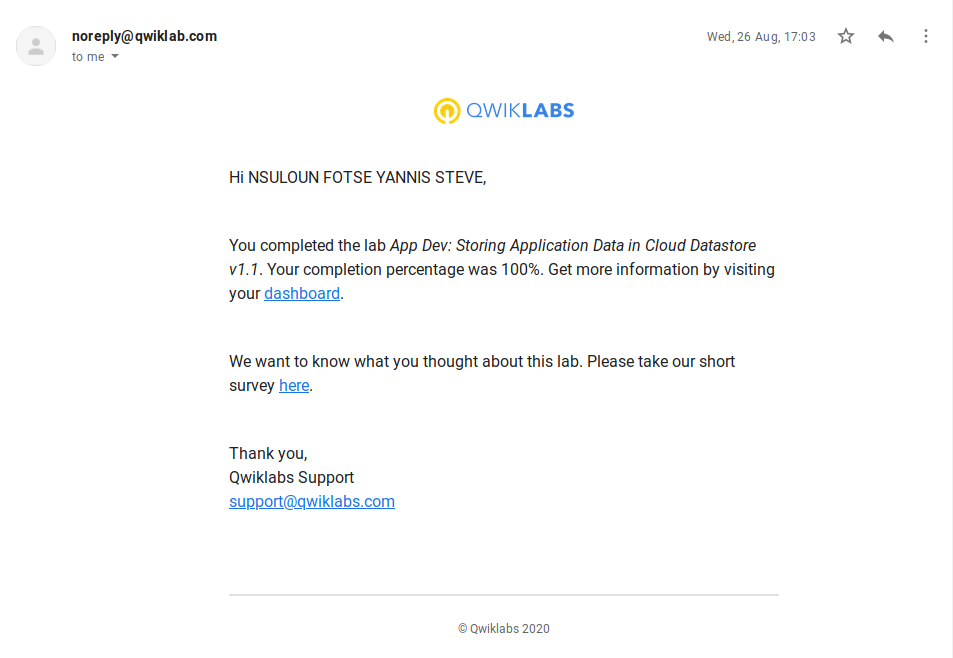 noreply@qwiklab.com
Wed, 26 Aug, 17:03
to me
QWIKLABS
Hi NSULOUN FOTSE YANNIS STEVE,
You completed the lab App Dev: Storing Application Data in Cloud Datastore
v1.1. Your completion percentage was 100%. Get more information by visiting
your dashboard.
We want to know what you thought about this lab. Please take our short
survey here.
Thank you,
Qwiklabs Support
support@qwiklabs.com
© Qwiklabs 2020